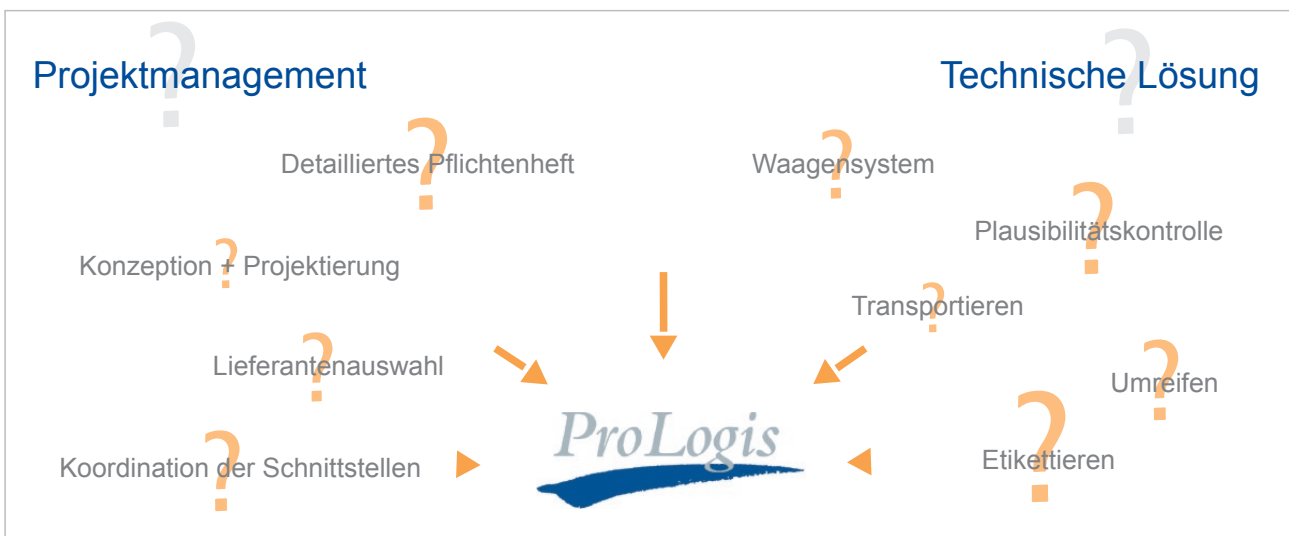 Projektmanagement
Technische Lösung
Detailliertes Pflichtenheft
Waagensystem
Plausibilitätskontrolle
Konzeption + Projektierung
Transportieren
Lieferantenauswahl
Umreifen
ProLogis
Koordination der Schnittstellen
Etikettieren
?
?
?
?
?
?
?
?
?
?
?